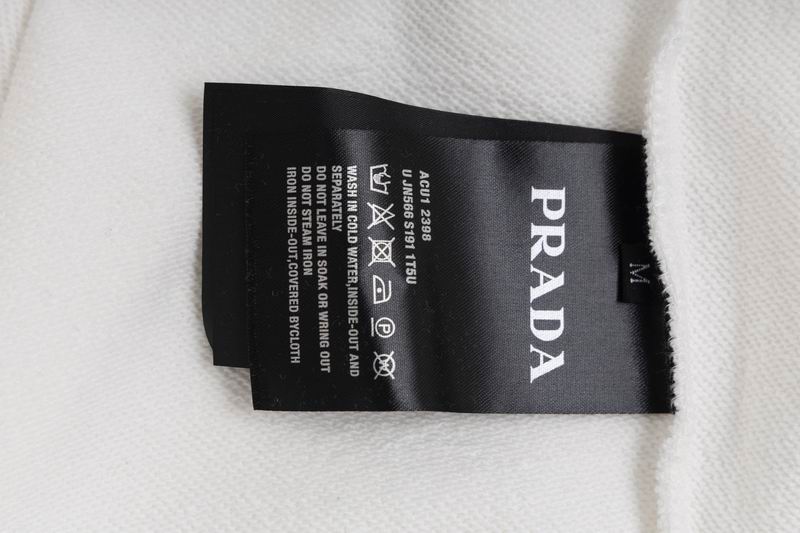 PRADA
M
ACU1 2398
U JN566 S191 1T5U
P
W
WASH IN COLD WATER,INSIDE-OUT AND
SEPARATELY
DO NOT LEAVE IN SOAK OR WRING OUT
DO NOT STEAM IRON
IRON INSIDE-OUT,COVERED BYCLOTH